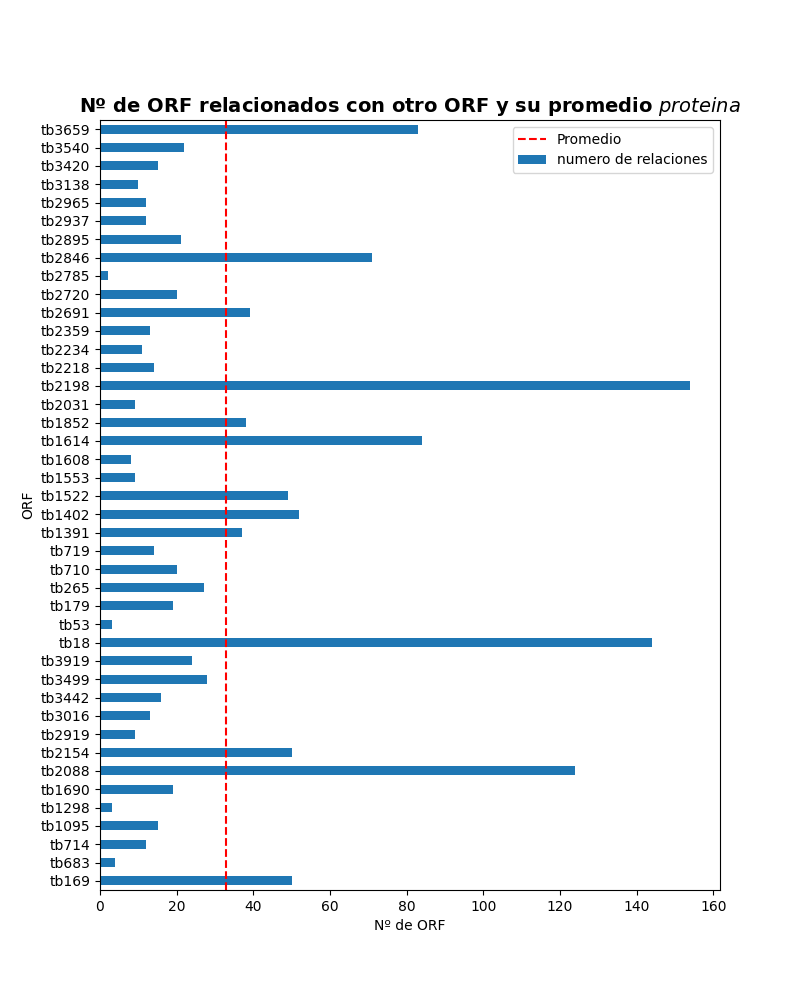 Nº de ORF relacionados con otro ORF y su promedio proteina
Promedio
numero de relaciones
ORF
tb3659
tb3540
tb3420
tb3138
tb2965
tb2937
tb2895
tb2846
tb2785
tb2720
tb2691
tb2359
tb2234
tb2218
tb2198
tb2031
tb1852
tb1614
tb1608
tb1553
tb1522
tb1402
tb1391
tb719
tb710
tb265
tb179
tb53
tb18
tb3919
tb3499
tb3442
tb3016
tb2919
tb2154
tb2088
tb1690
tb1298
tb1095
tb714
tb683
tb169
0 20 40 60 80 100 120 140 160
Nº de ORF